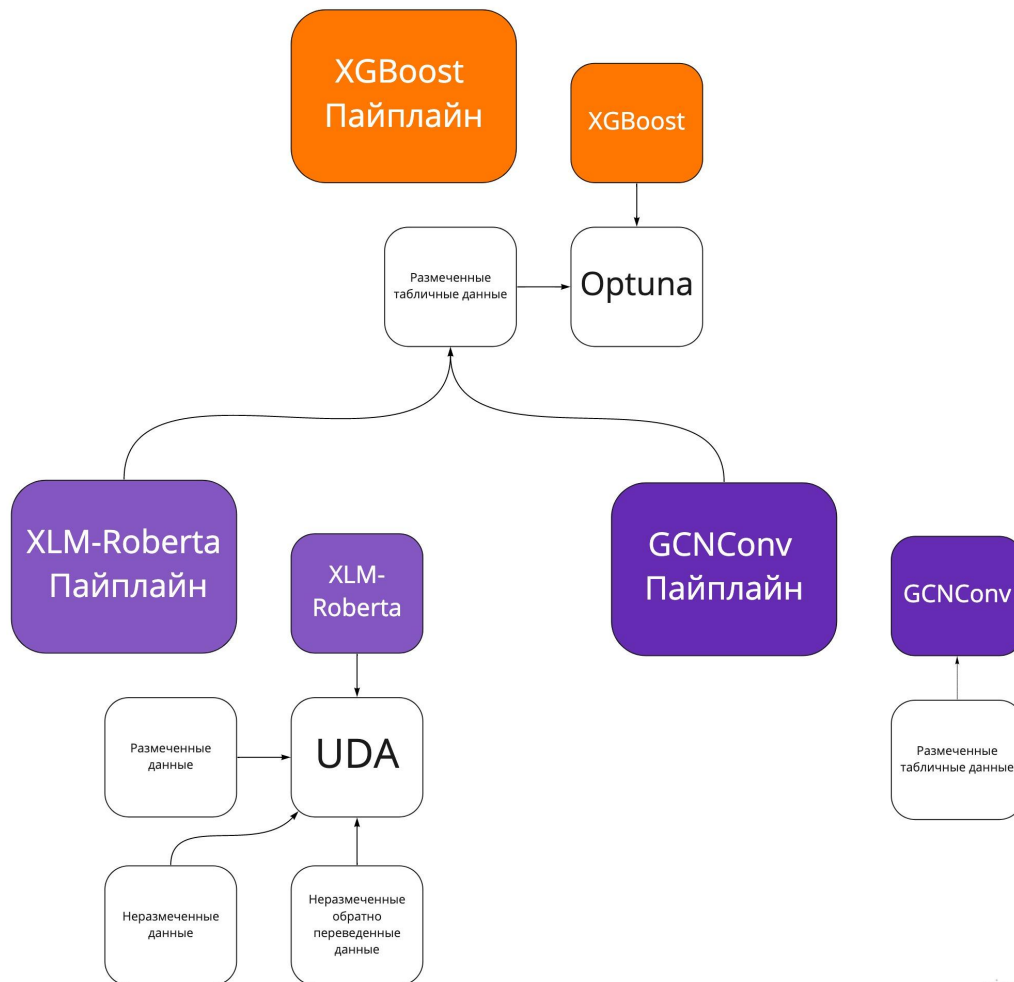 XGBoost
Пайплайн
XGBoost
Размеченные
табличные данные
Optuna
XLM-Roberta
Пайплайн
XLM-
Roberta
GCNConv
Пайплайн
GCNConv
Размеченные
данные
UDA
Размеченные
табличные данные
Неразмеченные
данные
Неразмеченные
обратно
переведенные
данные